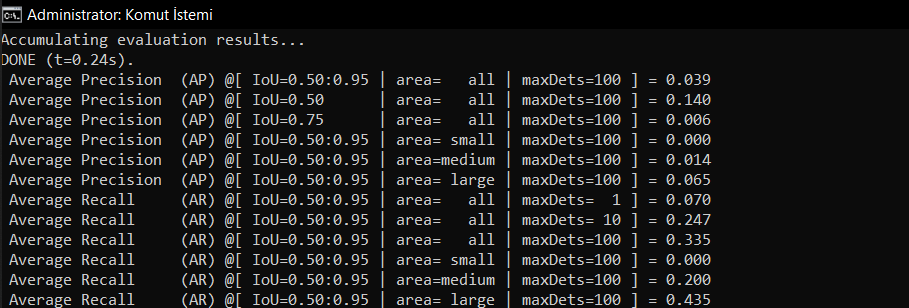 Administrator: Komut İstemi
Accumulating evaluation results...
DONE (t=0.24s).
Average Precision  (AP) @[ IoU=0.50:0.95 | area=   all | maxDets=100 ] = 0.039
Average Precision  (AP) @[ IoU=0.50      | area=   all | maxDets=100 ] = 0.140
Average Precision  (AP) @[ IoU=0.75      | area=   all | maxDets=100 ] = 0.006
Average Precision  (AP) @[ IoU=0.50:0.95 | area= small | maxDets=100 ] = 0.000
Average Precision  (AP) @[ IoU=0.50:0.95 | area=medium | maxDets=100 ] = 0.014
Average Precision  (AP) @[ IoU=0.50:0.95 | area= large | maxDets=100 ] = 0.065
Average Recall     (AR) @[ IoU=0.50:0.95 | area=   all | maxDets=  1 ] = 0.070
Average Recall     (AR) @[ IoU=0.50:0.95 | area=   all | maxDets= 10 ] = 0.247
Average Recall     (AR) @[ IoU=0.50:0.95 | area=   all | maxDets=100 ] = 0.335
Average Recall     (AR) @[ IoU=0.50:0.95 | area= small | maxDets=100 ] = 0.000
Average Recall     (AR) @[ IoU=0.50:0.95 | area=medium | maxDets=100 ] = 0.200
Average Recall     (AR) @[ IoU=0.50:0.95 | area= large | maxDets=100 ] = 0.435